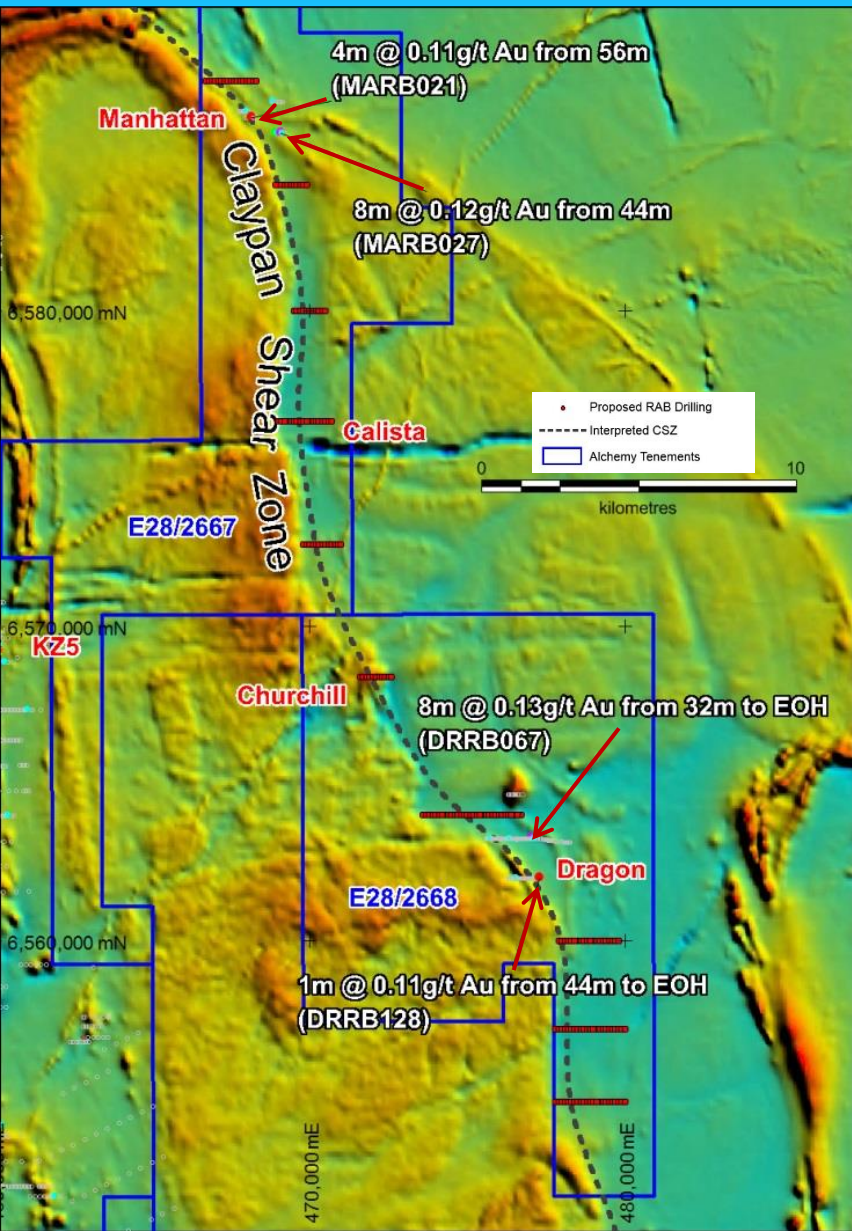 4m @ 0.11g/t Au from 56m
(MARB021)
Manhattan
8m @ 0.12g/t Au from 44m
(MARB027)
Claypan Shear Zone
6,580,000 mN
Proposed RAB Drilling
Interpreted CSZ
Alchemy Tenements
Calista
0 10
kilometres
E28/2667
6,570,000 mN
KZ5
Churchill
8m @ 0.13g/t Au from 32m to EOH
(DRRB067)
Dragon
E28/2668
6,560,000 mN
1m @ 0.11g/t Au from 44m to EOH
(DRRB128)
470,000 mE
480,000 mE